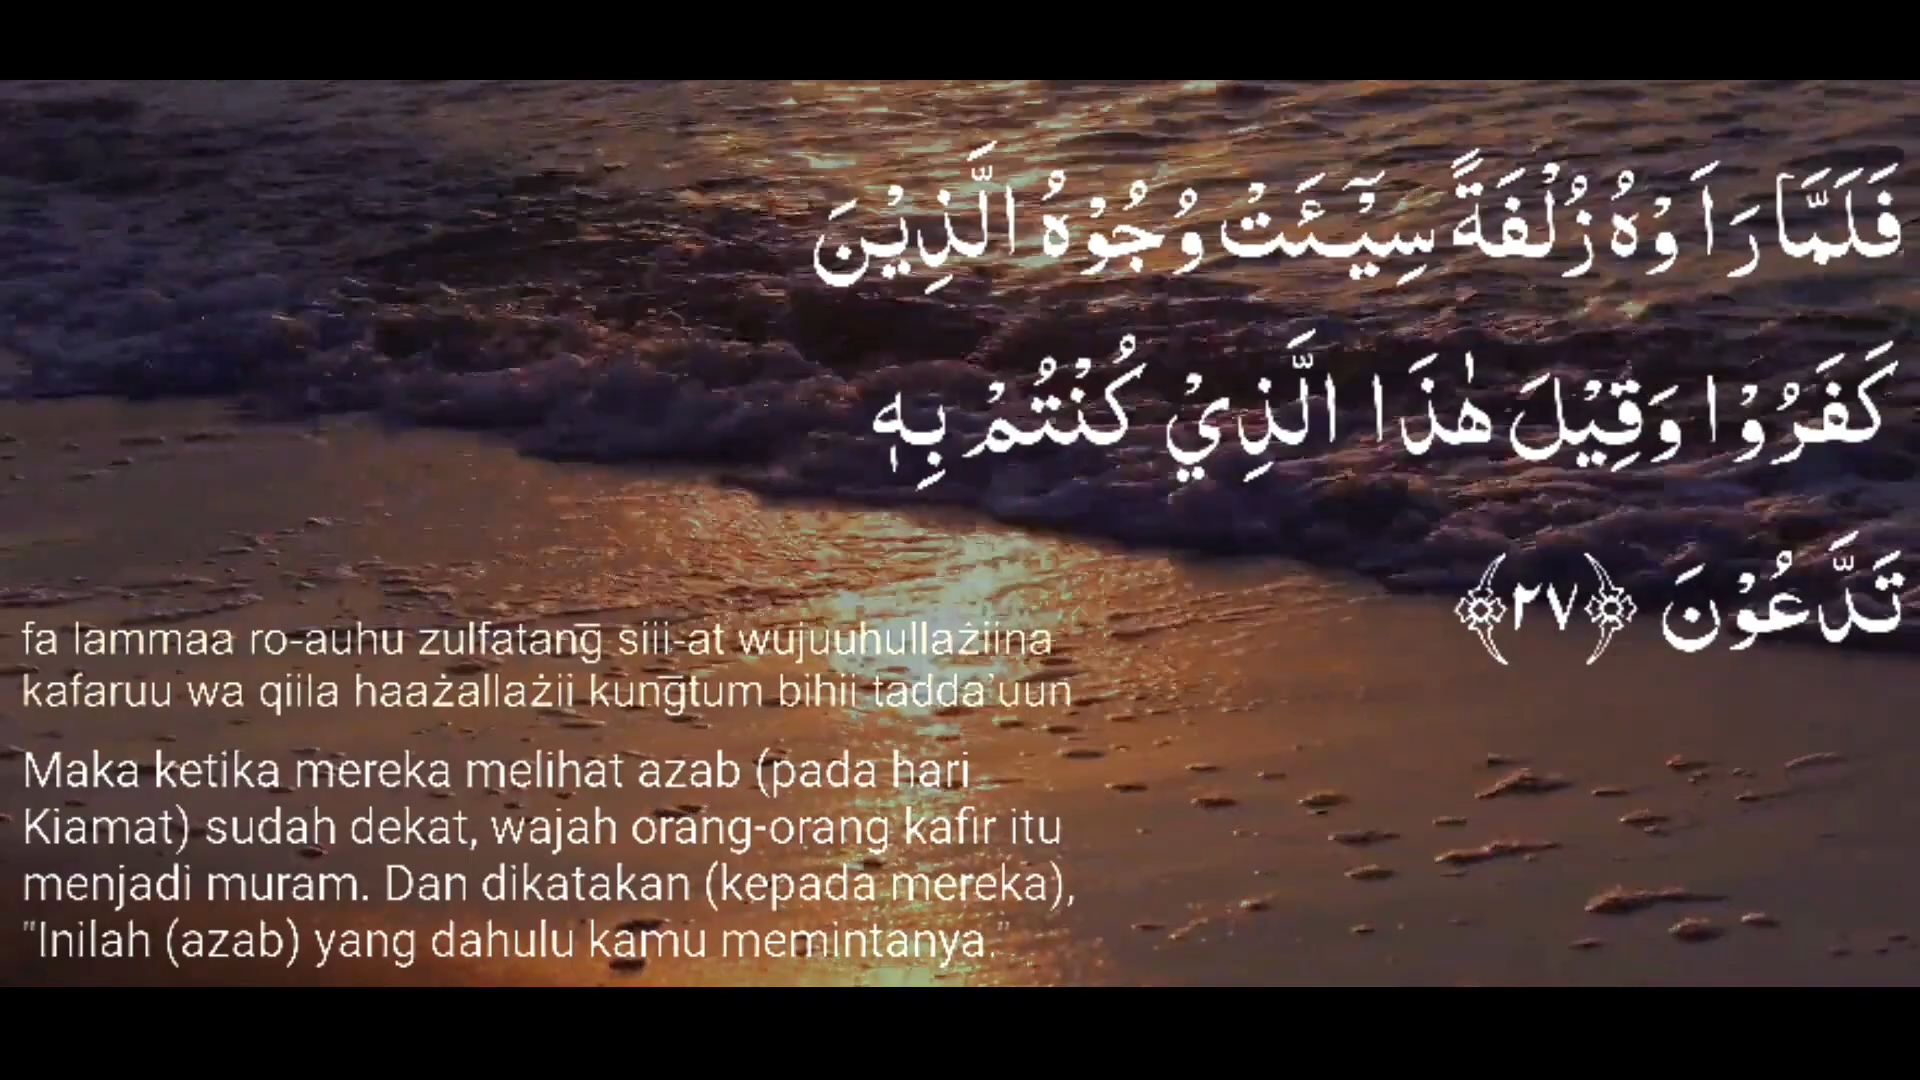 فَلَمَّا رَاَوْهُ زُلْفَةً سِيْٓـَٔتْ وُجُوْهُ الَّذِيْنَ
كَفَرُوْا وَقِيْلَ هٰذَا الَّذِيْ كُنْتُمْ بِهٖ
تَدَّعُوْنَ ﴿٢٧﴾
fa lammaa ro-auhu zulfatang̅ siii-at wujuuhullażiina
kafaruu wa qiila haażallażii kung̅tum bihii tadda'uun
Maka ketika mereka melihat azab (pada hari
Kiamat) sudah dekat, wajah orang-orang kafir itu
menjadi muram. Dan dikatakan (kepada mereka),
"Inilah (azab) yang dahulu kamu memintanya."